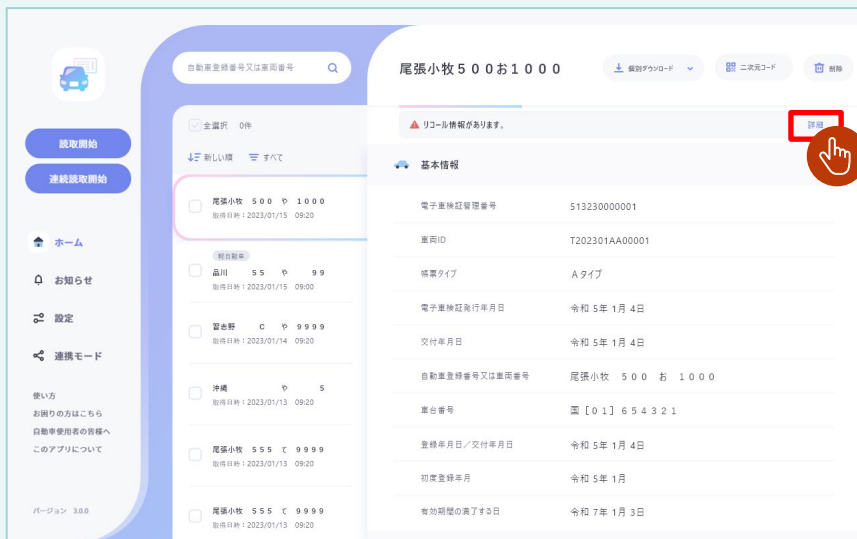 読取開始
連続読取開始
ホーム
お知らせ
設定
連携モード
使い方
お困りの方はこちら
自動車使用者の皆様へ
このアプリについて
バージョン 3.0.0
自動車登録番号又は車両番号
全選択 0件
新しい順 すべて
尾張小牧 500 や 1000
取得日時：2023/01/15 09:20
軽自動車
品川 55 や 99
取得日時：2023/01/15 09:00
習志野 C や 9999
取得日時：2023/01/14 09:20
沖縄 や 5
取得日時：2023/01/13 09:20
尾張小牧 555 て 9999
取得日時：2023/01/13 09:20
尾張小牧 555 て 9999
取得日時：2023/01/13 09:20
尾張小牧５００お１０００
個別ダウンロード
二次元コード
削除
リコール情報があります。
詳細
基本情報
電子車検証管理番号 513230000001
車両ID T202301AA00001
帳票タイプ Aタイプ
電子車検証発行年月日 令和 5年 1月 4日
交付年月日 令和 5年 1月 4日
自動車登録番号又は車両番号 尾張小牧 ５００ お １０００
車台番号 国［０１］６５４３２１
登録年月日／交付年月日 令和 5年 1月 4日
初度登録年月 令和 5年 1月
有効期間の満了する日 令和 7年 1月 3日